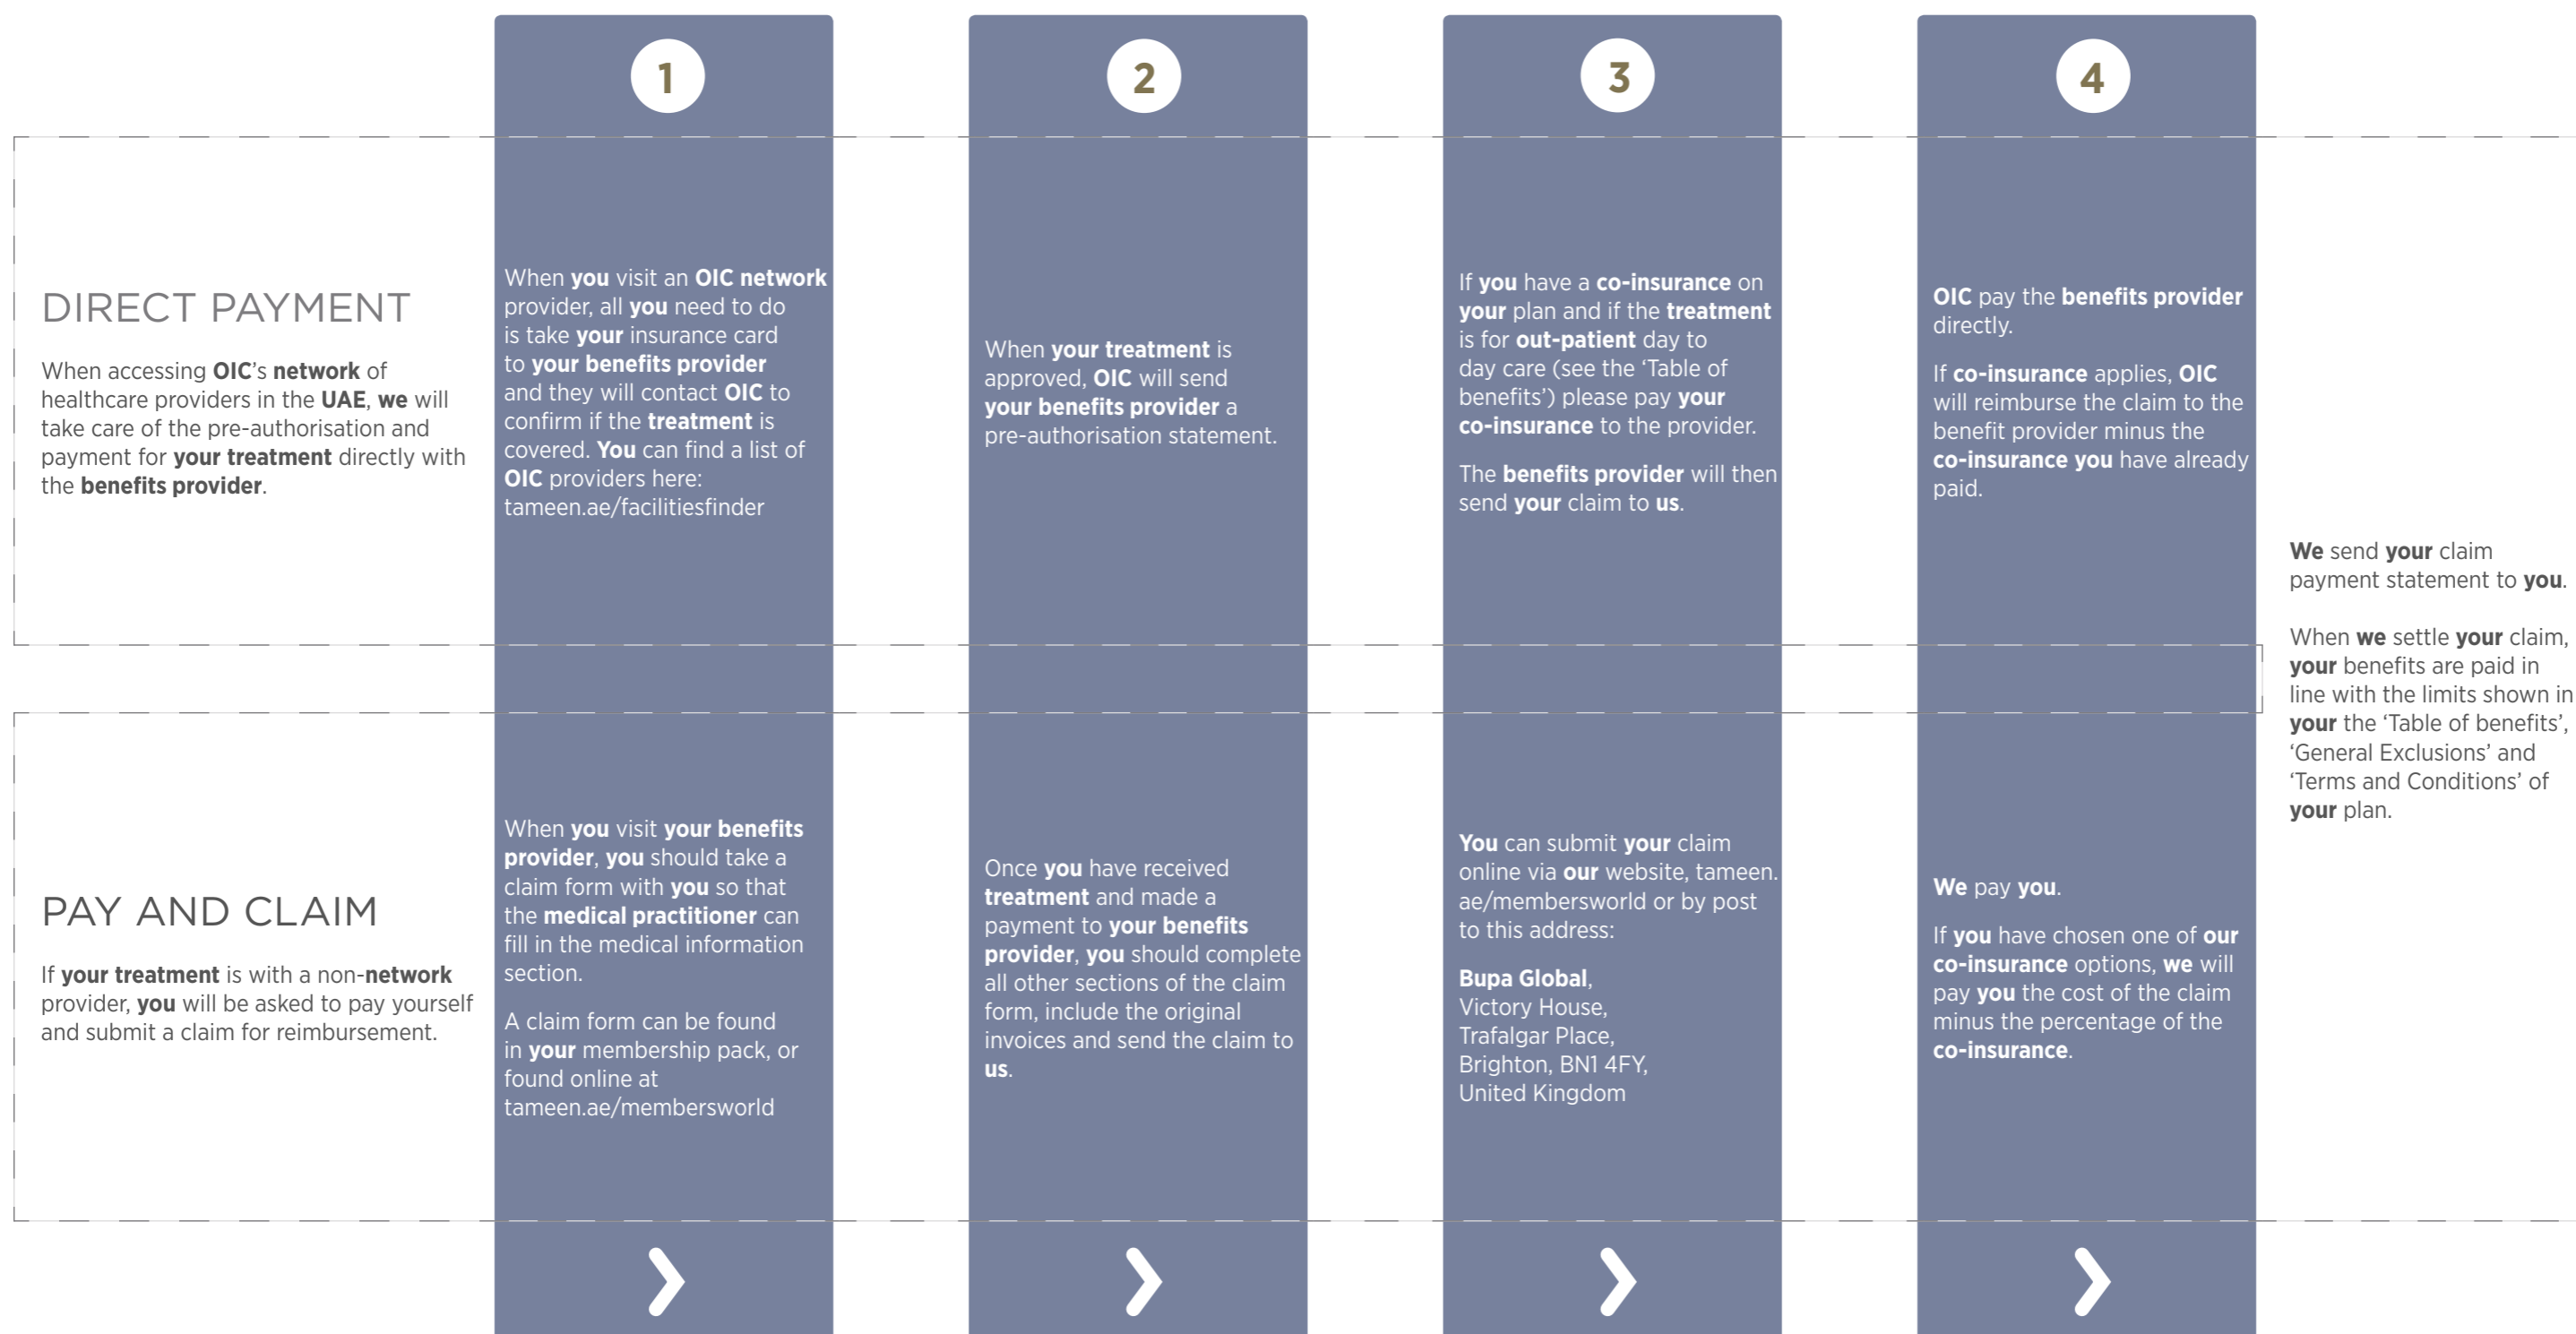 1
2
3
4
DIRECT PAYMENT
When accessing OIC's network of
healthcare providers in the UAE, we will
take care of the pre-authorisation and
payment for your treatment directly with
the benefits provider.
When you visit an OIC network
provider, all you need to do
is take your insurance card
to your benefits provider
and they will contact OIC to
confirm if the treatment is
covered. You can find a list of
OIC providers here:
tameen.ae/facilitiesfinder
When your treatment is
approved, OIC will send
your benefits provider a
pre-authorisation statement.
If you have a co-insurance on
your plan and if the treatment
is for out-patient day to
day care (see the ‘Table of
benefits’) please pay your
co-insurance to the provider.
The benefits provider will then
send your claim to us.
OIC pay the benefits provider
directly.
If co-insurance applies, OIC
will reimburse the claim to the
benefit provider minus the
co-insurance you have already
paid.
PAY AND CLAIM
If your treatment is with a non-network
provider, you will be asked to pay yourself
and submit a claim for reimbursement.
When you visit your benefits
provider, you should take a
claim form with you so that
the medical practitioner can
fill in the medical information
section.
A claim form can be found
in your membership pack, or
found online at
tameen.ae/membersworld
Once you have received
treatment and made a
payment to your benefits
provider, you should complete
all other sections of the claim
form, include the original
invoices and send the claim to
us.
You can submit your claim
online via our website, tameen.
ae/membersworld or by post
to this address:
Bupa Global,
Victory House,
Trafalgar Place,
Brighton, BN1 4FY,
United Kingdom
We pay you.
If you have chosen one of our
co-insurance options, we will
pay you the cost of the claim
minus the percentage of the
co-insurance.
We send your claim
payment statement to you.
When we settle your claim,
your benefits are paid in
line with the limits shown in
your the ‘Table of benefits’,
‘General Exclusions’ and
‘Terms and Conditions’ of
your plan.